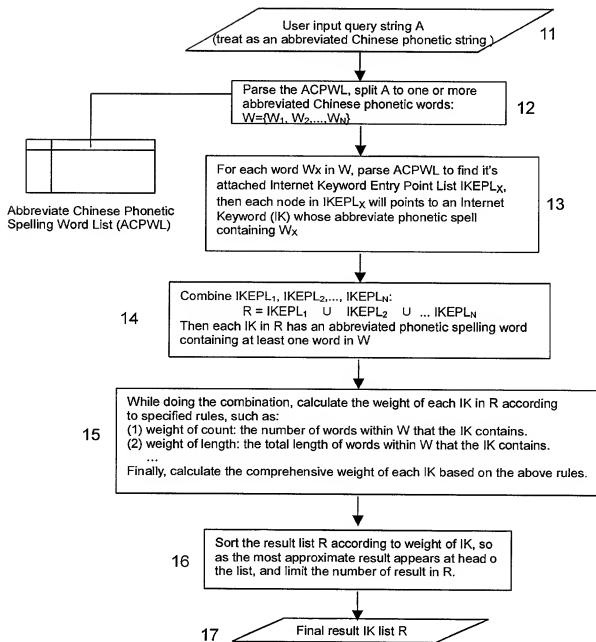 User input query string A
(treat as an abbreviated Chinese phonetic string )
11
Parse the ACPWL, split A to one or more
abbreviated Chinese phonetic words:
W={W1, W2,...,WN}
12
Abbreviate Chinese Phonetic
Spelling Word List (ACPWL)
For each word Wx in W, parse ACPWL to find it's
attached Internet Keyword Entry Point List IKEPLX,
then each node in IKEPLX will points to an Internet
Keyword (IK) whose abbreviate phonetic spell
containing WX
13
Combine IKEPL1, IKEPL2,..., IKEPLN:
R = IKEPL1 U IKEPL2 U ... IKEPLN
Then each IK in R has an abbreviated phonetic spelling word
containing at least one word in W
14
While doing the combination, calculate the weight of each IK in R according
to specified rules, such as:
(1) weight of count: the number of words within W that the IK contains.
(2) weight of length: the total length of words within W that the IK contains.
...
Finally, calculate the comprehensive weight of each IK based on the above rules.
15
Sort the result list R according to weight of IK, so
as the most approximate result appears at head o
the list, and limit the number of result in R.
16
Final result IK list R
17